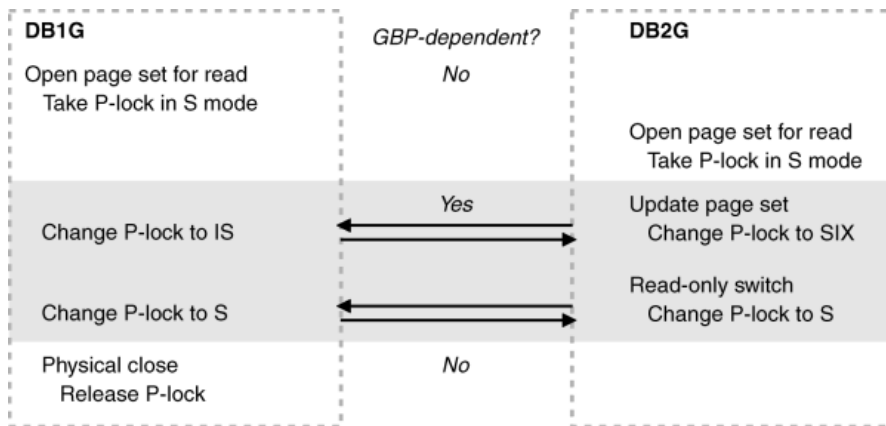 DB1G
GBP-dependent?
DB2G
Open page set for read
Take P-lock in S mode
No
Open page set for read
Take P-lock in S mode
Yes
Update page set
Change P-lock to IS
Change P-lock to SIX
Read-only switch
Change P-lock to S
Change P-lock to S
Physical close
Release P-lock
No